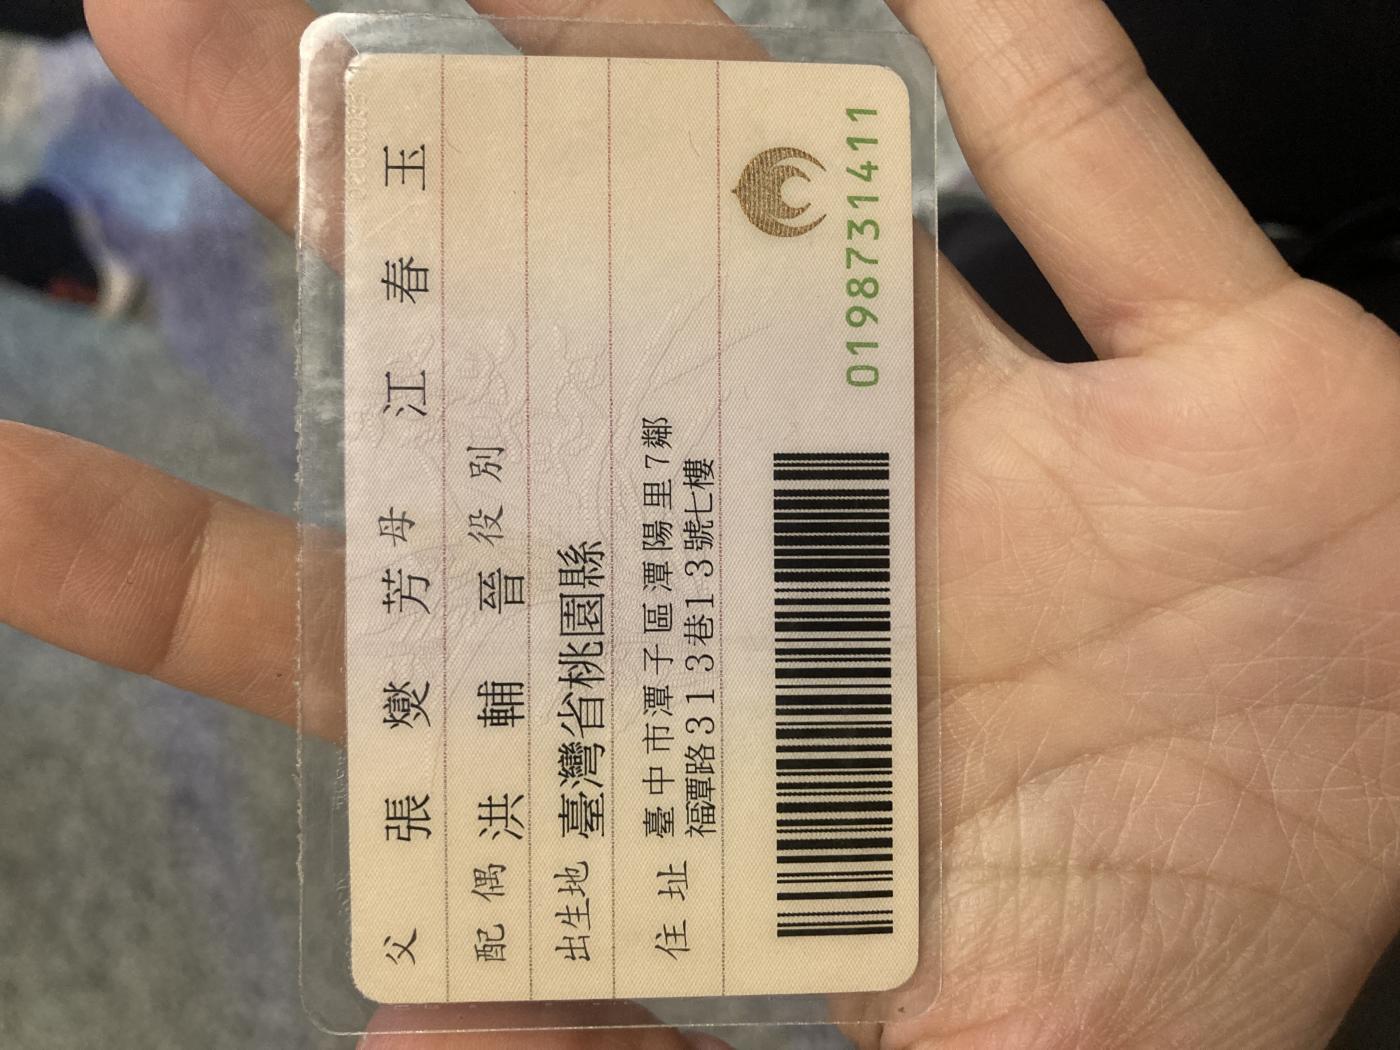 父 張燮芳 母 江春玉
配偶 洪輔晉 役別
出生地 臺灣省桃園縣
住址 臺中市潭子區潭陽里7鄰
福潭路313巷13號七樓
0198731411